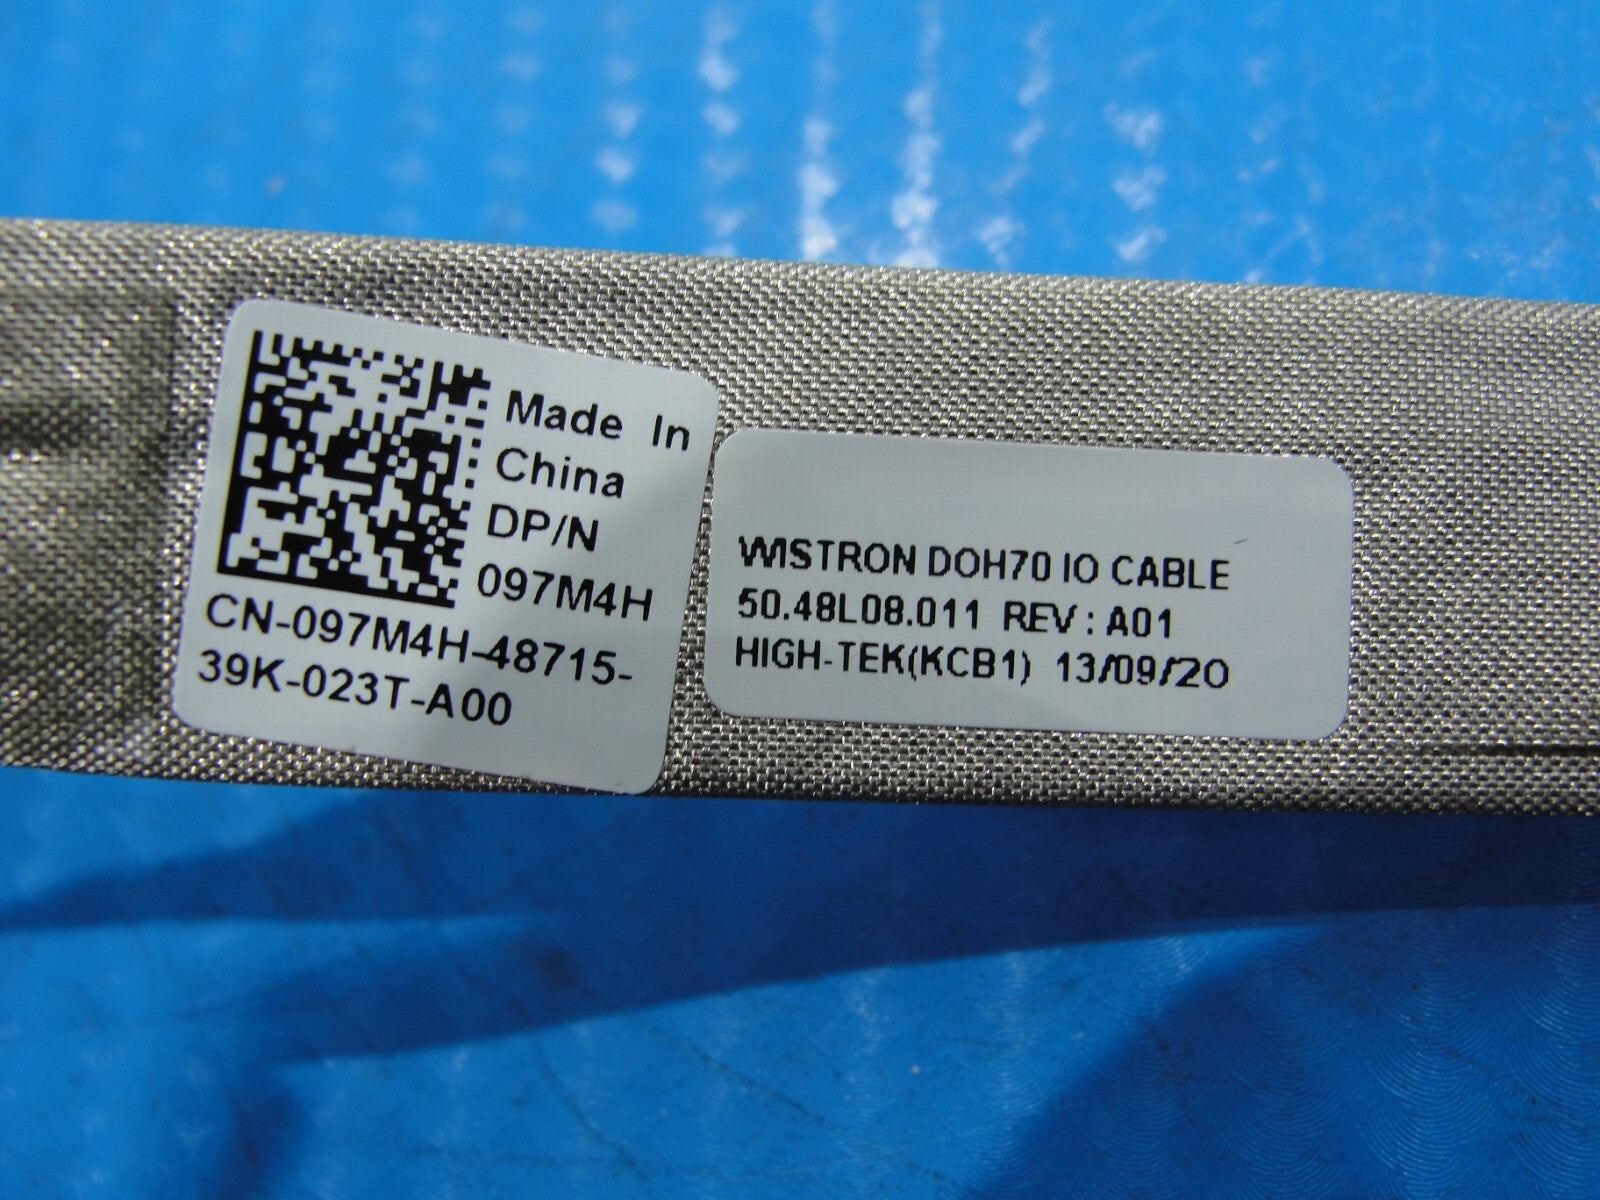 Made In
China
DP/N
097M4H
CN-097M4H-48715-
39K-023T-A00
WISTRON DOH70 IO CABLE
50.48L08.011 REV : A01
HIGH-TEK(KCB1) 13/09/20